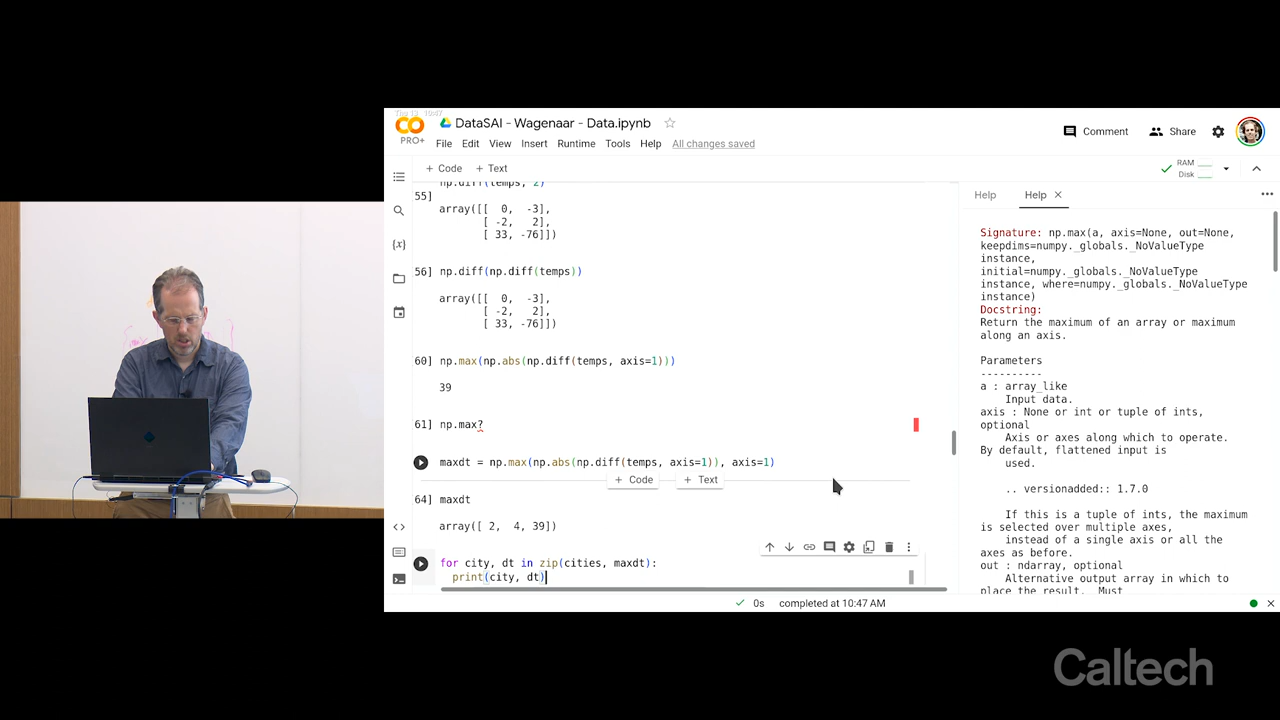 Thu 12 10:47
CO
PRO+
DataSAI - Wagenaar - Data.ipynb
Comment
Share
File Edit View Insert Runtime Tools Help All changes saved
+ Code + Text
RAM
Disk
np.diff(temps, 2)
55]
array([[ 0, -3],
[ -2, 2],
[ 33, -76]])
56] np.diff(np.diff(temps))
array([[ 0, -3],
[ -2, 2],
[ 33, -76]])
60] np.max(np.abs(np.diff(temps, axis=1)))
39
61] np.max?
maxdt = np.max(np.abs(np.diff(temps, axis=1)), axis=1)
+ Code + Text
64] maxdt
array([ 2, 4, 39])
for city, dt in zip(cities, maxdt):
print(city, dt)
0s completed at 10:47 AM
Help Help
Signature: np.max(a, axis=None, out=None,
keepdims=numpy._globals._NoValueType
instance,
initial=numpy._globals._NoValueType
instance, where=numpy._globals._NoValueType
instance)
Docstring:
Return the maximum of an array or maximum
along an axis.
Parameters
----------
a : array_like
Input data.
axis : None or int or tuple of ints,
optional
Axis or axes along which to operate.
By default, flattened input is
used.
.. versionadded:: 1.7.0
If this is a tuple of ints, the maximum
is selected over multiple axes,
instead of a single axis or all the
axes as before.
out : ndarray, optional
Alternative output array in which to
place the result. Must
Caltech